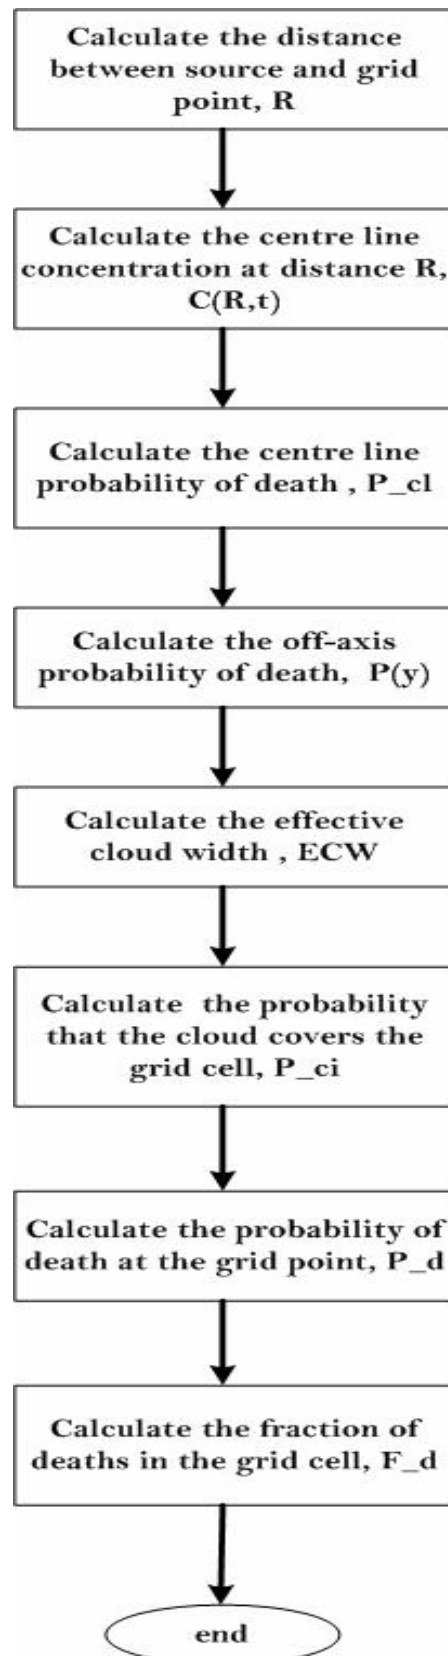 Calculate the distance
between source and grid
point, R
Calculate the centre line
concentration at distance R,
C(R,t)
Calculate the centre line
probability of death , P_cl
Calculate the off-axis
probability of death, P(y)
Calculate the effective
cloud width , ECW
Calculate the probability
that the cloud covers the
grid cell, P_ci
Calculate the probability of
death at the grid point, P_d
Calculate the fraction of
deaths in the grid cell, F_d
end